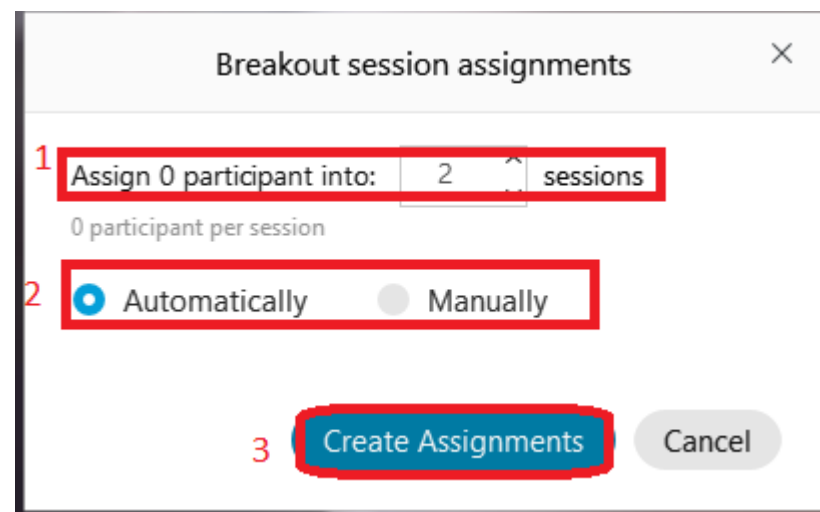 Breakout session assignments
1 Assign 0 participant into: 2 sessions
0 participant per session
2 Automatically Manually
3 Create Assignments Cancel